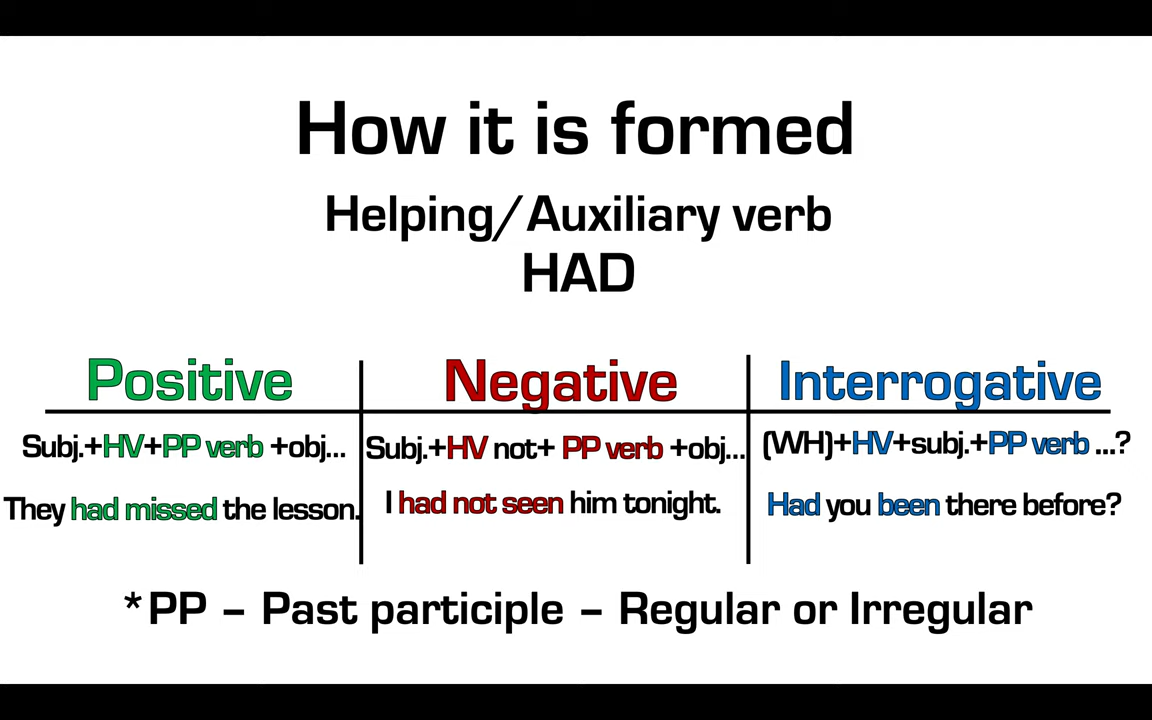 How it is formed
Helping/Auxiliary verb
HAD
Positive
Negative
Interrogative
Subj.+HV+PP verb +obj...
Subj.+HV not+ PP verb +obj...
(WH)+HV+subj.+PP verb ...?
They had missed the lesson.
I had not seen him tonight.
Had you been there before?
*PP – Past participle – Regular or Irregular